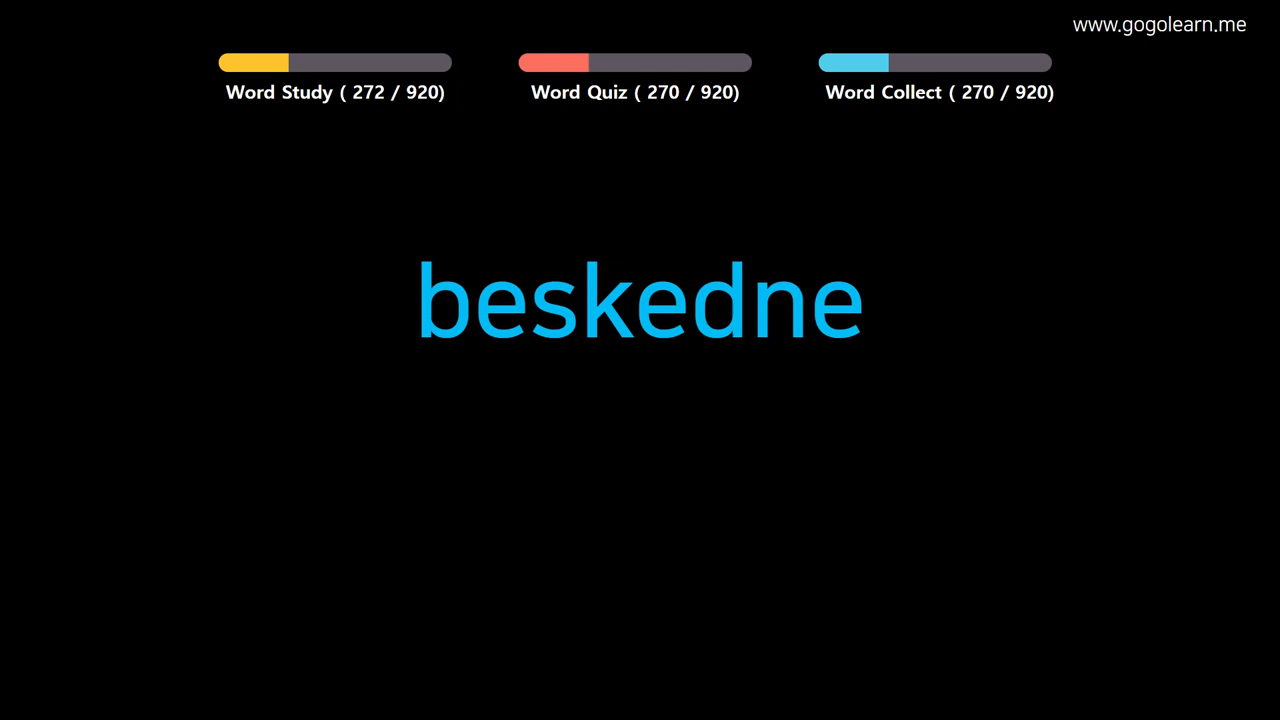 www.gogolearn.me
Word Study ( 272 / 920)
Word Quiz ( 270 / 920)
Word Collect ( 270 / 920)
beskedne